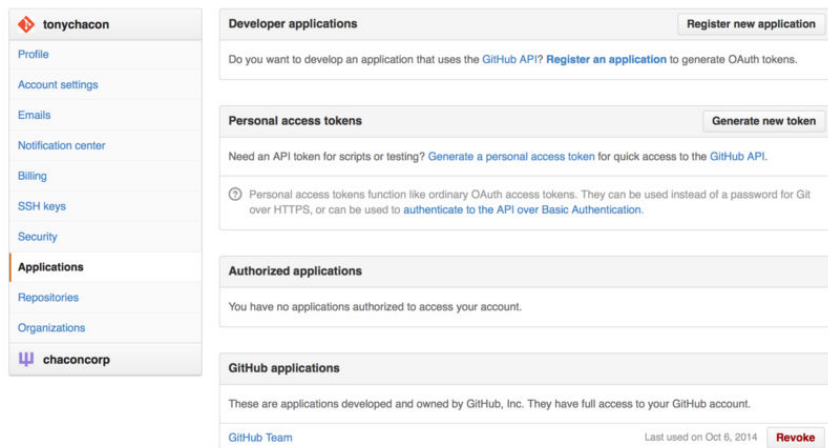 tonychacon
Profile
Account settings
Emails
Notification center
Billing
SSH keys
Security
Applications
Repositories
Organizations
chaconcorp
Developer applications
Register new application
Do you want to develop an application that uses the GitHub API? Register an application to generate OAuth tokens.
Personal access tokens
Generate new token
Need an API token for scripts or testing? Generate a personal access token for quick access to the GitHub API.
Personal access tokens function like ordinary OAuth access tokens. They can be used instead of a password for Git
over HTTPS, or can be used to authenticate to the API over Basic Authentication.
Authorized applications
You have no applications authorized to access your account.
GitHub applications
These are applications developed and owned by GitHub, Inc. They have full access to your GitHub account.
GitHub Team
Last used on Oct 6, 2014
Revoke